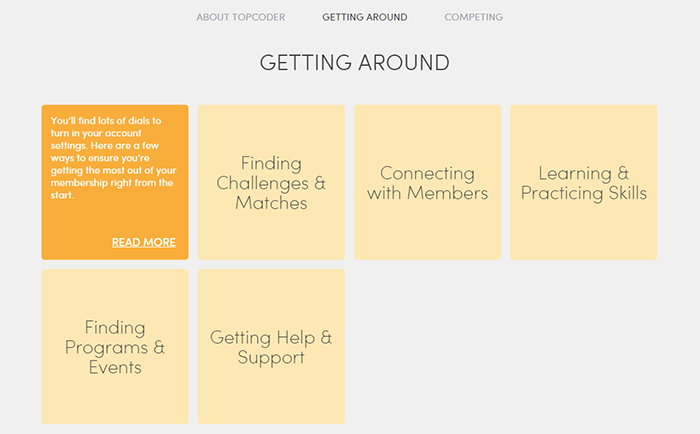 ABOUT TOPCODER GETTING AROUND COMPETING
GETTING AROUND
You'll find lots of dials to
turn in your account
settings. Here are a few
ways to ensure you're
getting the most out of your
membership right from the
start.
READ MORE
Finding
Challenges &
Matches
Connecting
with Members
Learning &
Practicing Skills
Finding
Programs &
Events
Getting Help &
Support